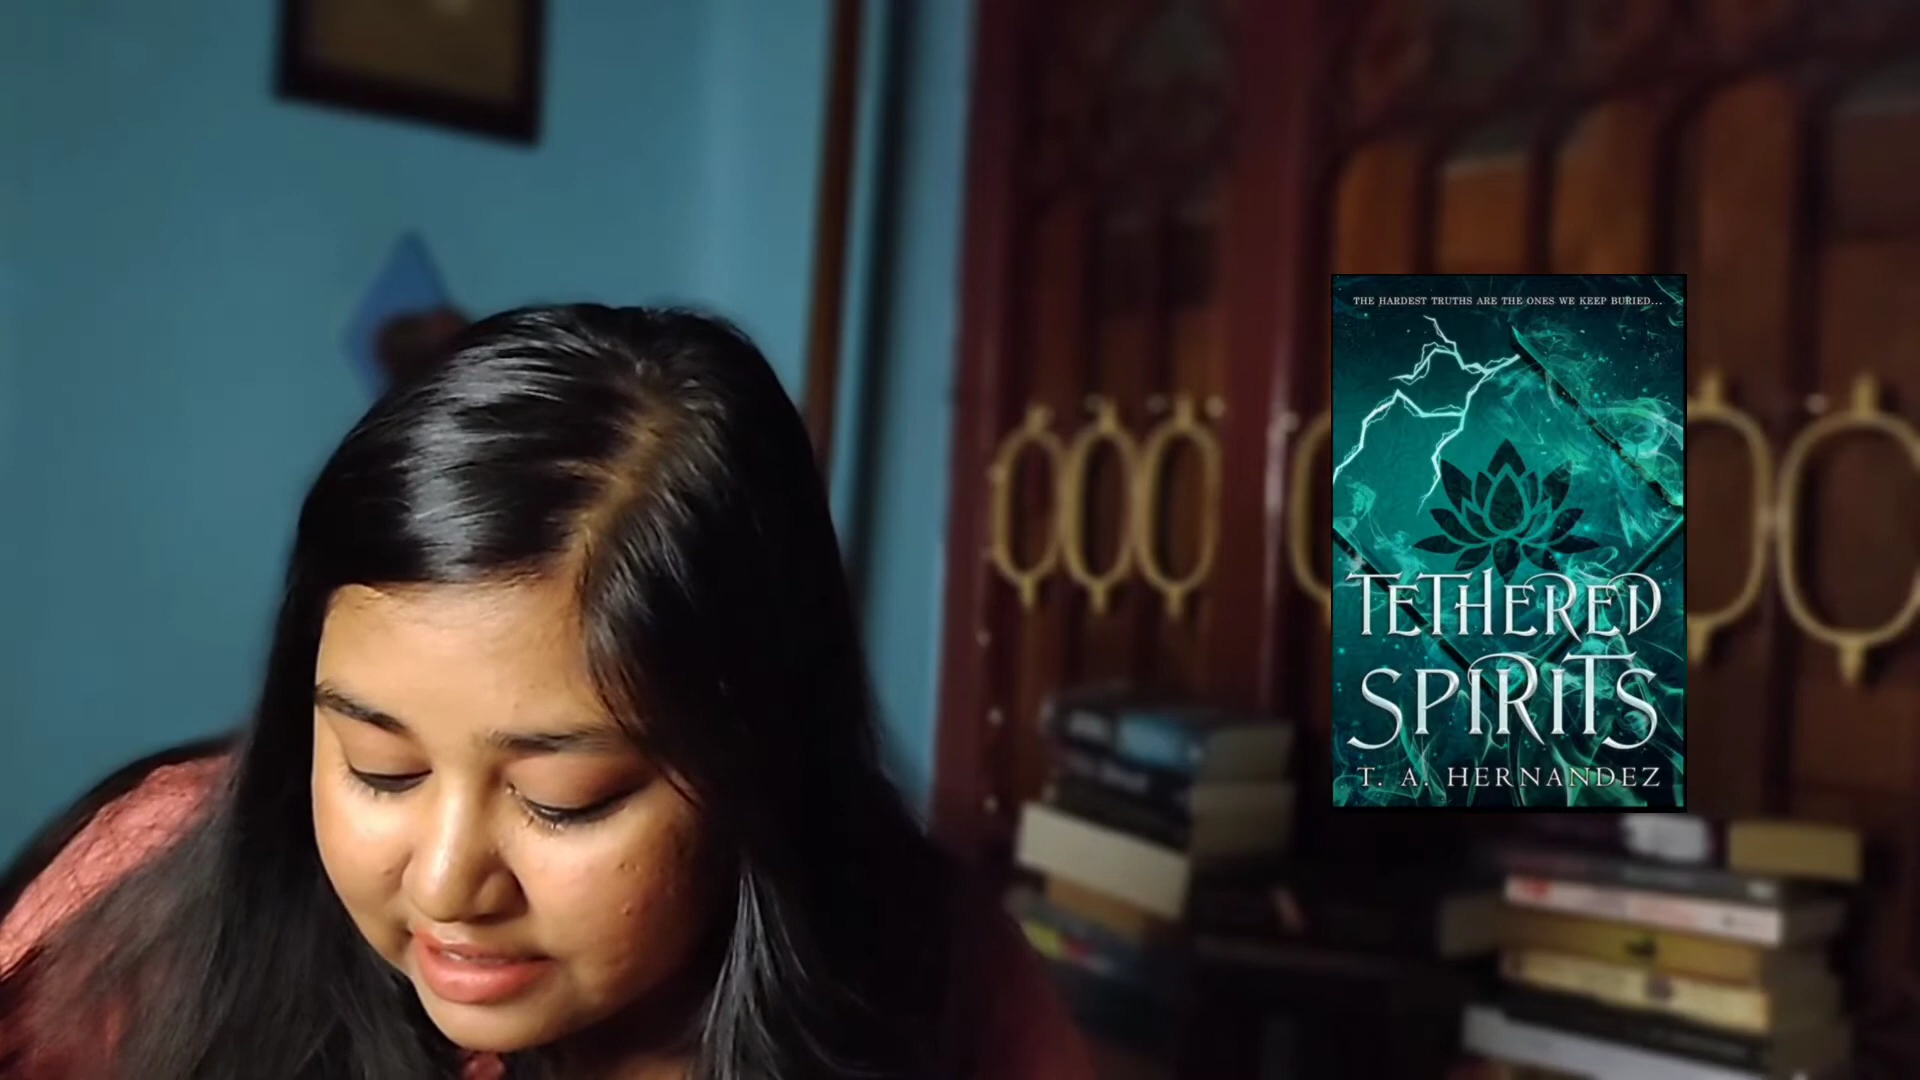 THE HARDEST TRUTHS ARE THE ONES WE KEEP BURIED...
TETHERED
SPIRITS
T. A. HERNANDEZ